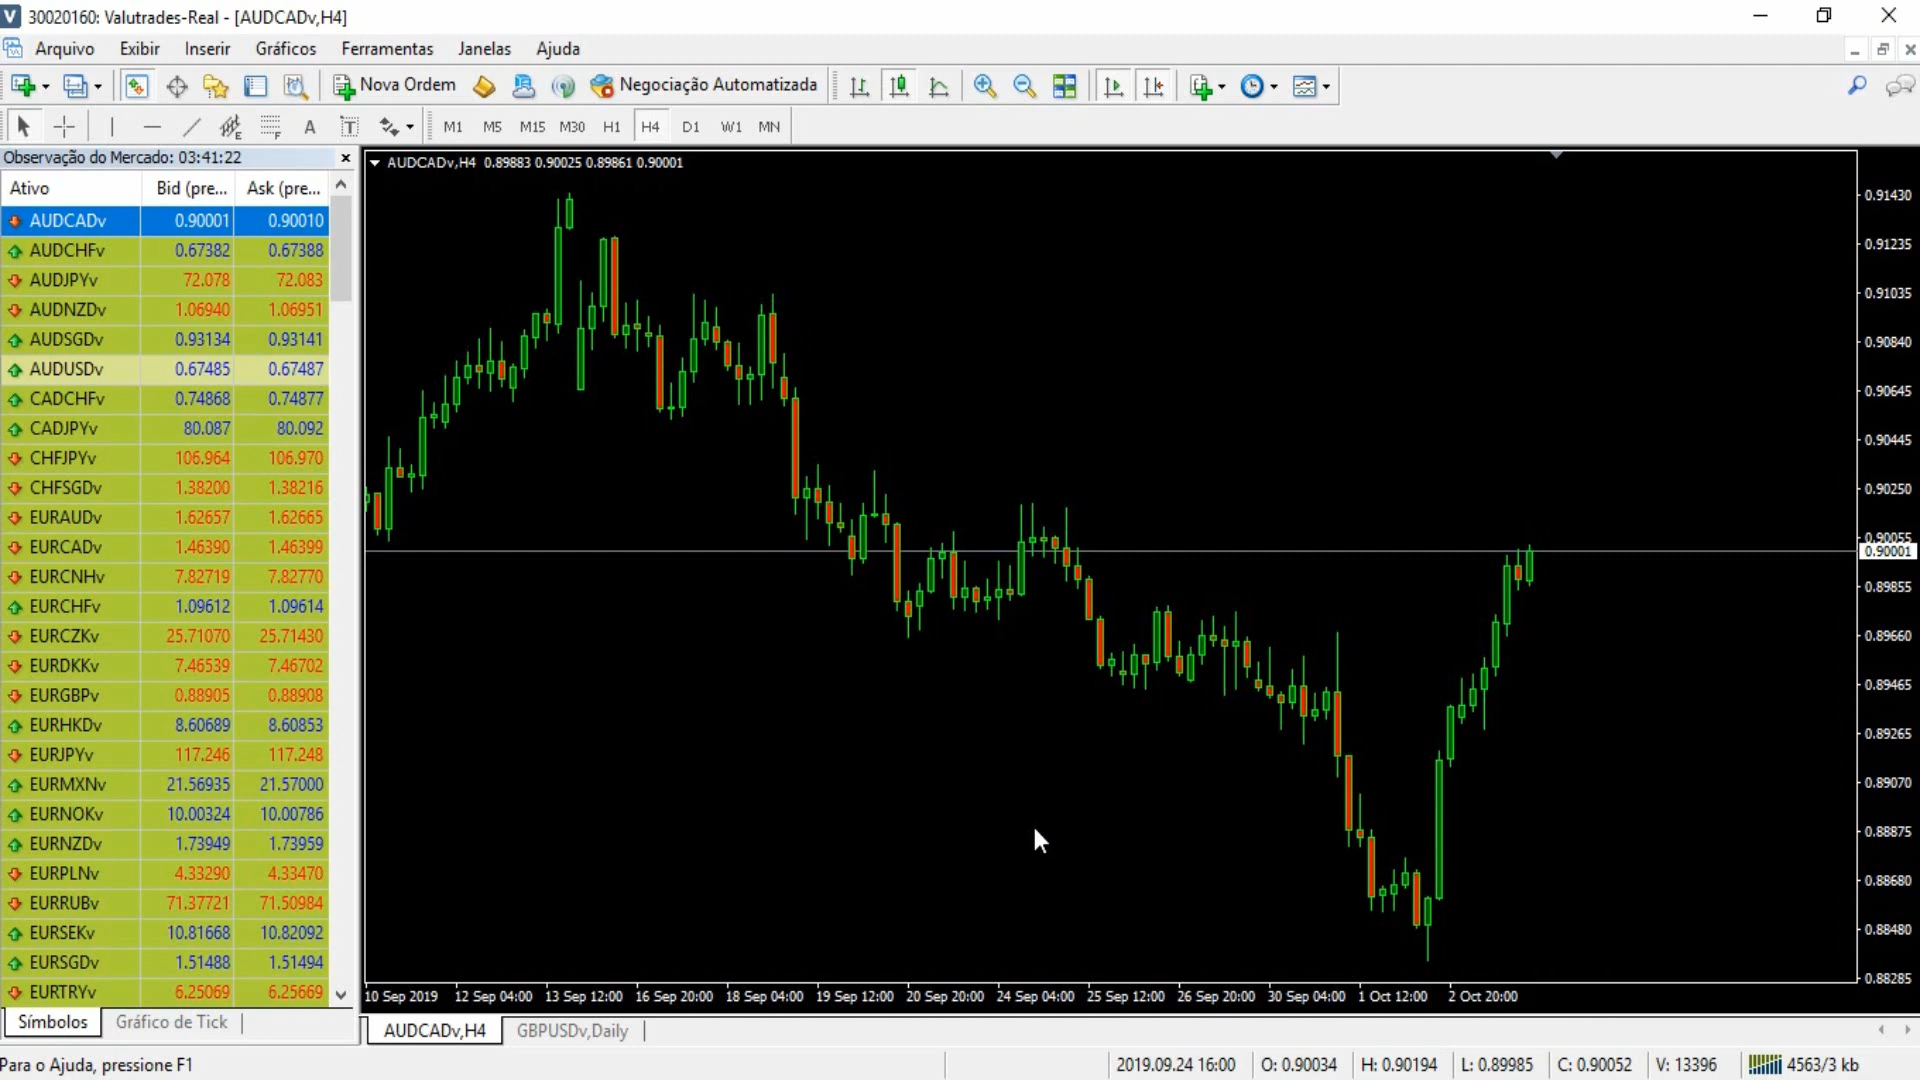 30020160: Valutrades-Real - [AUDCADv,H4]
Arquivo Exibir Inserir Gráficos Ferramentas Janelas Ajuda
Nova Ordem Negociação Automatizada
A T M1 M5 M15 M30 H1 H4 D1 W1 MN
Observação do Mercado: 03:41:22
Ativo Bid (pre... Ask (pre...
AUDCADv 0.90001 0.90010
AUDCHFv 0.67382 0.67388
AUDJPYv 72.078 72.083
AUDNZDv 1.06940 1.06951
AUDSGDv 0.93134 0.93141
AUDUSDv 0.67485 0.67487
CADCHFv 0.74868 0.74877
CADJPYv 80.087 80.092
CHFJPYv 106.964 106.970
CHFSGDv 1.38200 1.38216
EURAUDv 1.62657 1.62665
EURCADv 1.46390 1.46399
EURCNHv 7.82719 7.82770
EURCHFv 1.09612 1.09614
EURCZKv 25.71070 25.71430
EURDKKv 7.46539 7.46702
EURGBPv 0.88905 0.88908
EURHKDv 8.60689 8.60853
EURJPYv 117.246 117.248
EURMXNv 21.56935 21.57000
EURNOKv 10.00324 10.00786
EURNZDv 1.73949 1.73959
EURPLNv 4.33290 4.33470
EURRUBv 71.37721 71.50984
EURSEKv 10.81668 10.82092
EURSGDv 1.51488 1.51494
EURTRYv 6.25069 6.25669
Símbolos Gráfico de Tick
AUDCADv,H4 0.89883 0.90025 0.89861 0.90001
0.91430
0.91235
0.91035
0.90840
0.90645
0.90445
0.90250
0.90055
0.90001
0.89855
0.89660
0.89465
0.89265
0.89070
0.88875
0.88680
0.88480
0.88285
10 Sep 2019 12 Sep 04:00 13 Sep 12:00 16 Sep 20:00 18 Sep 04:00 19 Sep 12:00 20 Sep 20:00 24 Sep 04:00 25 Sep 12:00 26 Sep 20:00 30 Sep 04:00 1 Oct 12:00 2 Oct 20:00
AUDCADv,H4 GBPUSDv,Daily
Para o Ajuda, pressione F1 2019.09.24 16:00 O: 0.90034 H: 0.90194 L: 0.89985 C: 0.90052 V: 13396 4563/3 kb